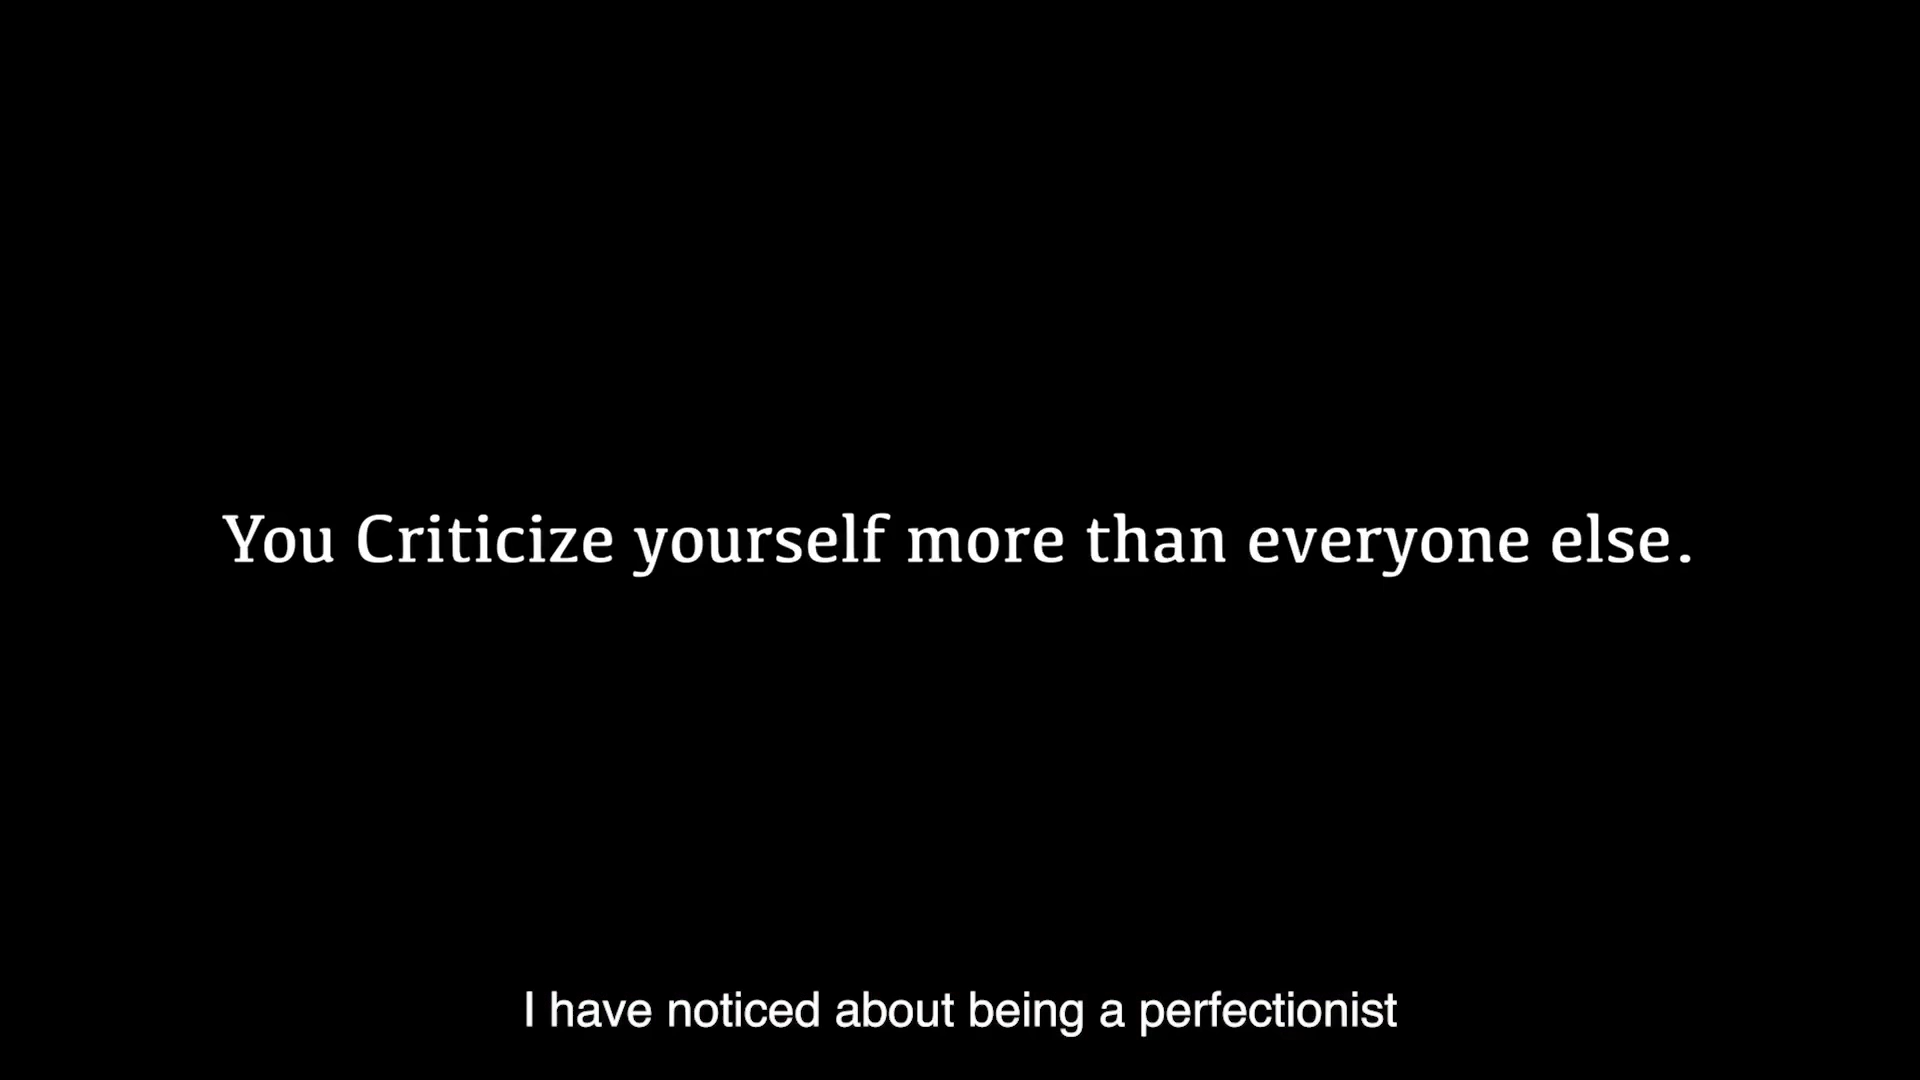 You Criticize yourself more than everyone else.
I have noticed about being a perfectionist